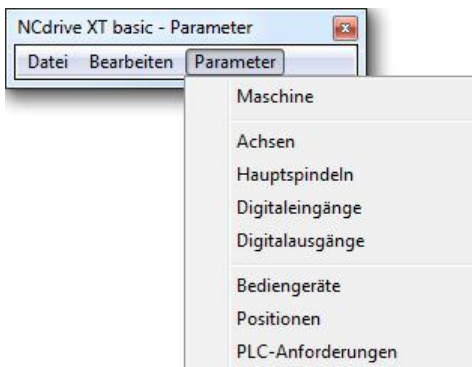 NCdrive XT basic - Parameter
Datei Bearbeiten Parameter
Maschine
Achsen
Hauptspindeln
Digitaleingänge
Digitalausgänge
Bediengeräte
Positionen
PLC-Anforderungen